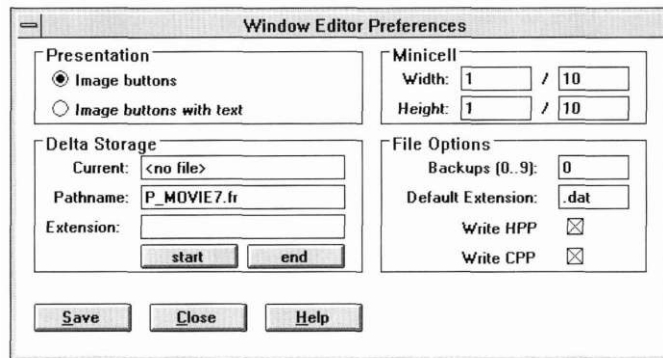 Window Editor Preferences
Presentation
Image buttons
Image buttons with text
Minicell
Width: 1 / 10
Height: 1 / 10
Delta Storage
Current: <no file>
Pathname: P_MOVIE7.fr
Extension:
start end
File Options
Backups (0..9): 0
Default Extension: .dat
Write HPP
Write CPP
Save Close Help